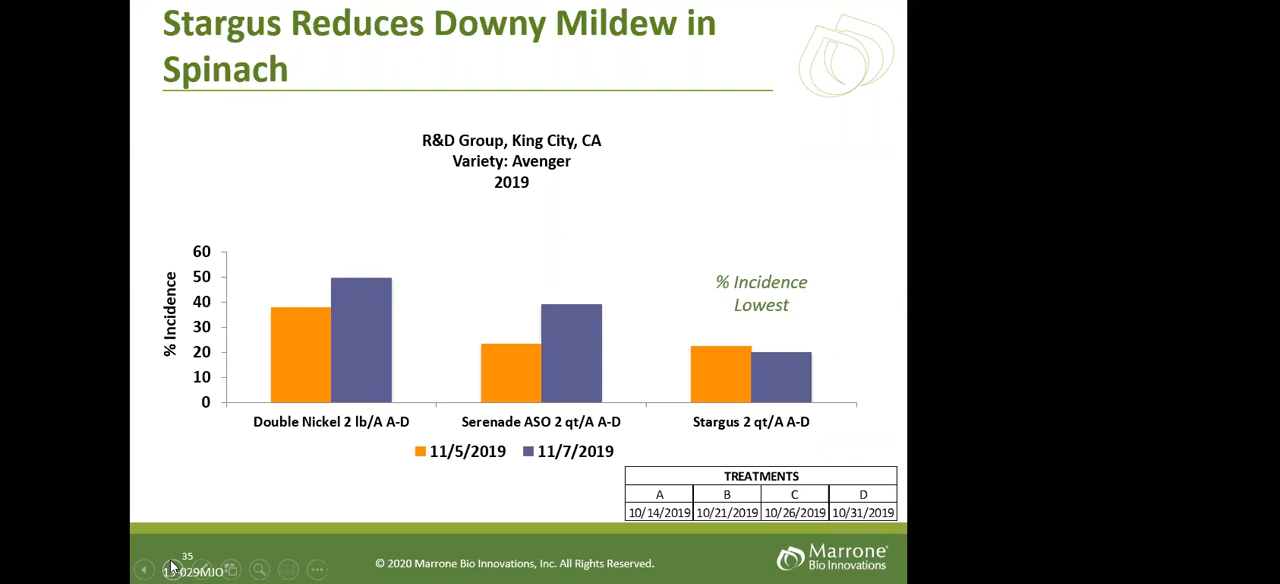 Stargus Reduces Downy Mildew in
Spinach
R&D Group, King City, CA
Variety: Avenger
2019
% Incidence
60
50
40
30
20
10
0
% Incidence
Lowest
Double Nickel 2 lb/A A-D
Serenade ASO 2 qt/A A-D
Stargus 2 qt/A A-D
11/5/2019 11/7/2019
TREATMENTS
A B C D
10/14/2019 10/21/2019 10/26/2019 10/31/2019
35
© 2020 Marrone Bio Innovations, Inc. All Rights Reserved.
Marrone®
Bio Innovations